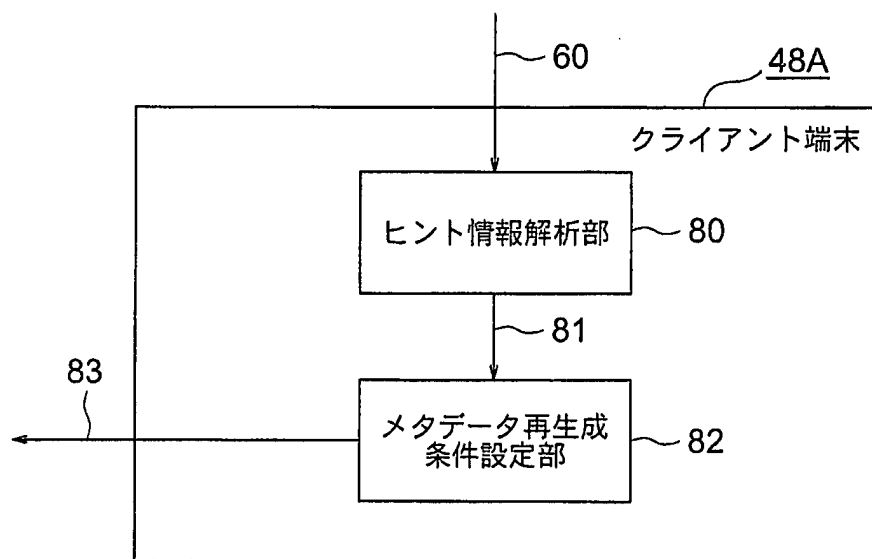 60
48A
クライアント端末
ヒント情報解析部
80
81
83
メタデータ再生成
条件設定部
82